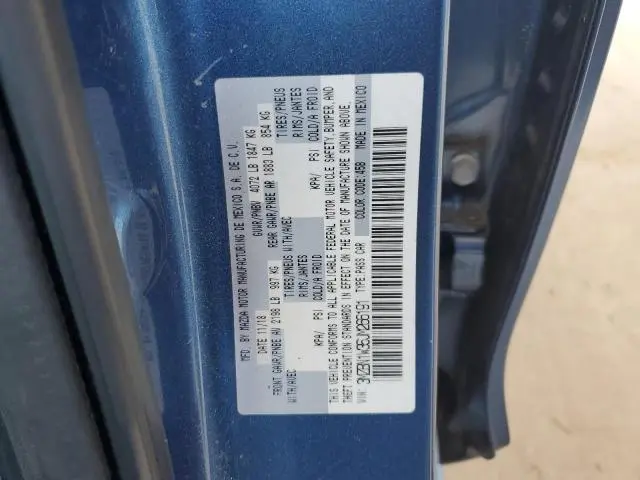 MFD. BY MAZDA MOTOR MANUFACTURING DE MEXICO S.A. DE C.V.
DATE 11/18 GVWR/PNBV 4072 LB 1847 KG
FRONT GAWR/PNBE AV 2198 LB 997 KG REAR GAWR/PNBE AR 1883 LB 854 KG
WITH/AVEC TIRES/PNEUS WITH/AVEC TIRES/PNEUS
RIMS/JANTES RIMS/JANTES
KPA/ PSI COLD/A FROID KPA/ PSI COLD/A FROID
THIS VEHICLE CONFORMS TO ALL APPLICABLE FEDERAL MOTOR VEHICLE SAFETY, BUMPER, AND
THEFT PREVENTION STANDARDS IN EFFECT ON THE DATE OF MANUFACTURE SHOWN ABOVE.
VIN: 3MZBN1W35JM266191 TYPE:PASS CAR COLOR CODE:45B MADE IN MEXICO